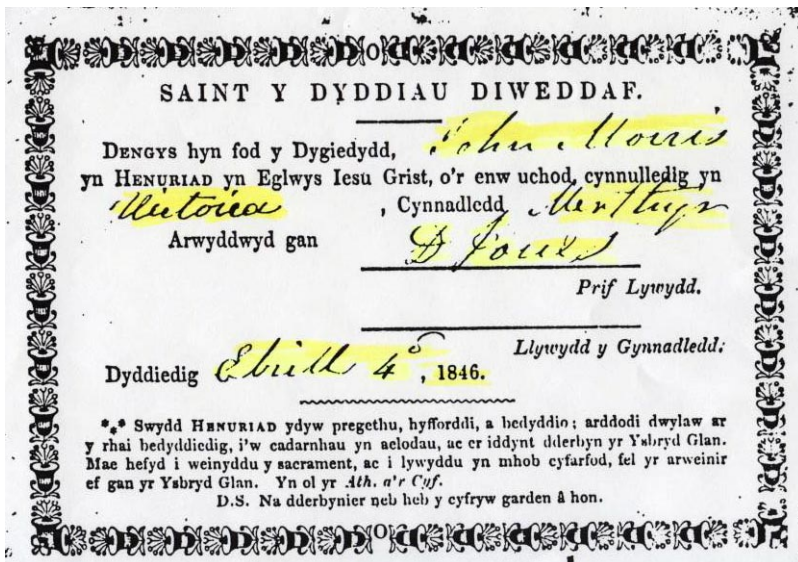 SAINT Y DYDDIAU DIWEDDAF.
DENGYS hyn fod y Dygiedydd, John Morris
yn HENURIAD yn Eglwys Iesu Grist, o'r enw uchod, cynnulledig yn
Victoria , Cynnadledd Merthyr
Arwyddwyd gan D Jones
Prif Lywydd.
Llywydd y Gynnadledd:
Dyddiedig Ebrill 4º, 1846.
*⁎* Swydd HENURIAD ydyw pregethu, hyfforddi, a bedyddio; arddodi dwylaw ar
y rhai bedyddiedig, i'w cadarnhau yn aelodau, ac er iddynt dderbyn yr Ysbryd Glan.
Mae hefyd i weinyddu y sacrament, ac i lywyddu yn mhob cyfarfod, fel yr arweinir
ef gan yr Ysbryd Glan. Yn ol yr Ath. a'r Cyf.
D.S. Na dderbynier neb heb y cyfryw garden â hon.